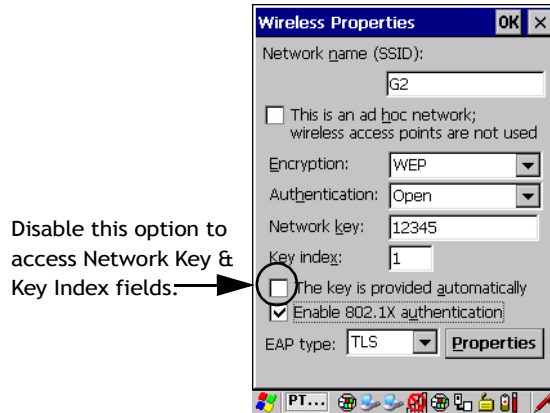 Wireless Properties OK ×
Network name (SSID):
G2
This is an ad hoc network;
wireless access points are not used
Encryption: WEP
Authentication: Open
Network key: 12345
Key index: 1
The key is provided automatically
Enable 802.1X authentication
EAP type: TLS Properties
PT...
Disable this option to
access Network Key &
Key Index fields.